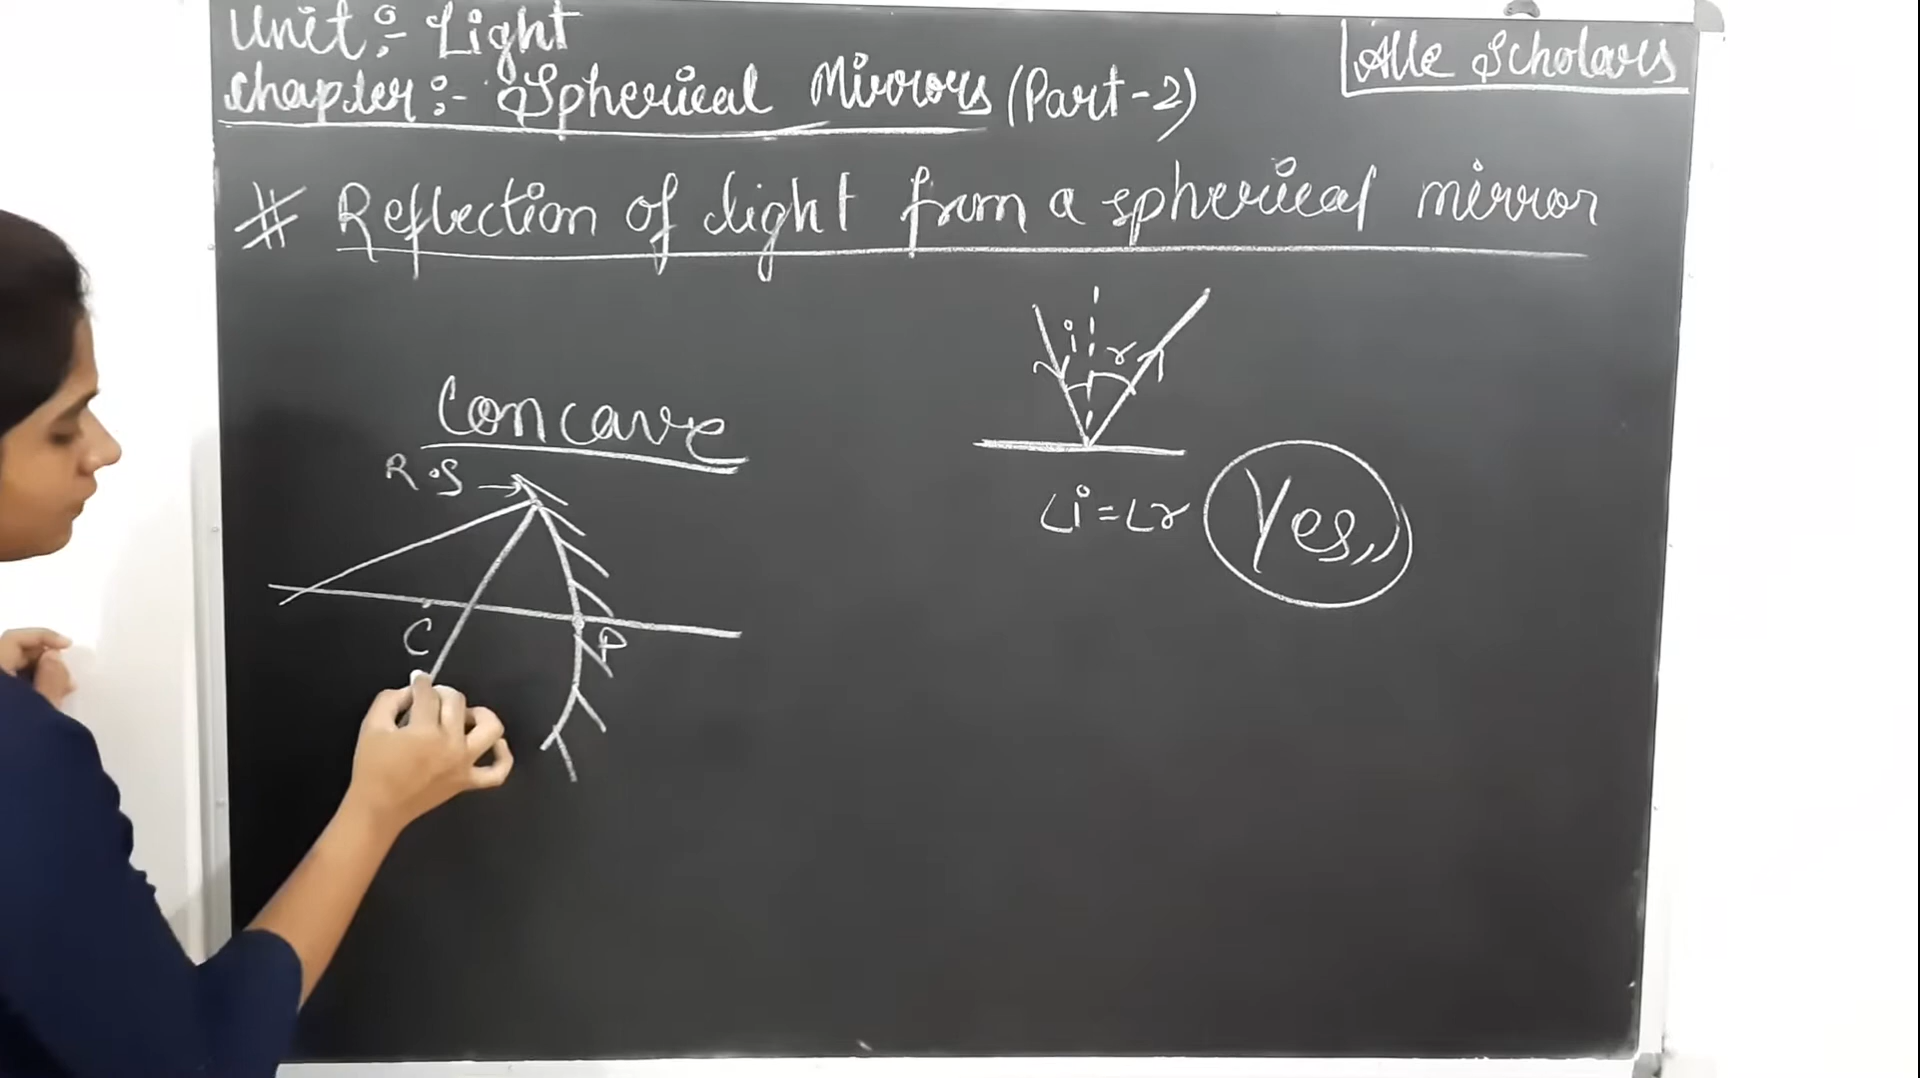 Unit :- Light
Chapter :- Spherical Mirrors (Part-2)
Alle Scholars
# Reflection of light from a spherical mirror
i r
Concave
R.S →
∠i = ∠r Yes,,
C P